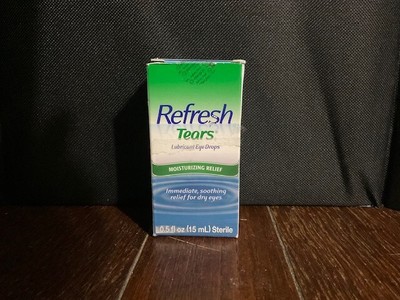 Refresh
Tears
Lubricant Eye Drops
MOISTURIZING RELIEF
Immediate, soothing
relief for dry eyes
0.5 fl oz (15 mL) Sterile